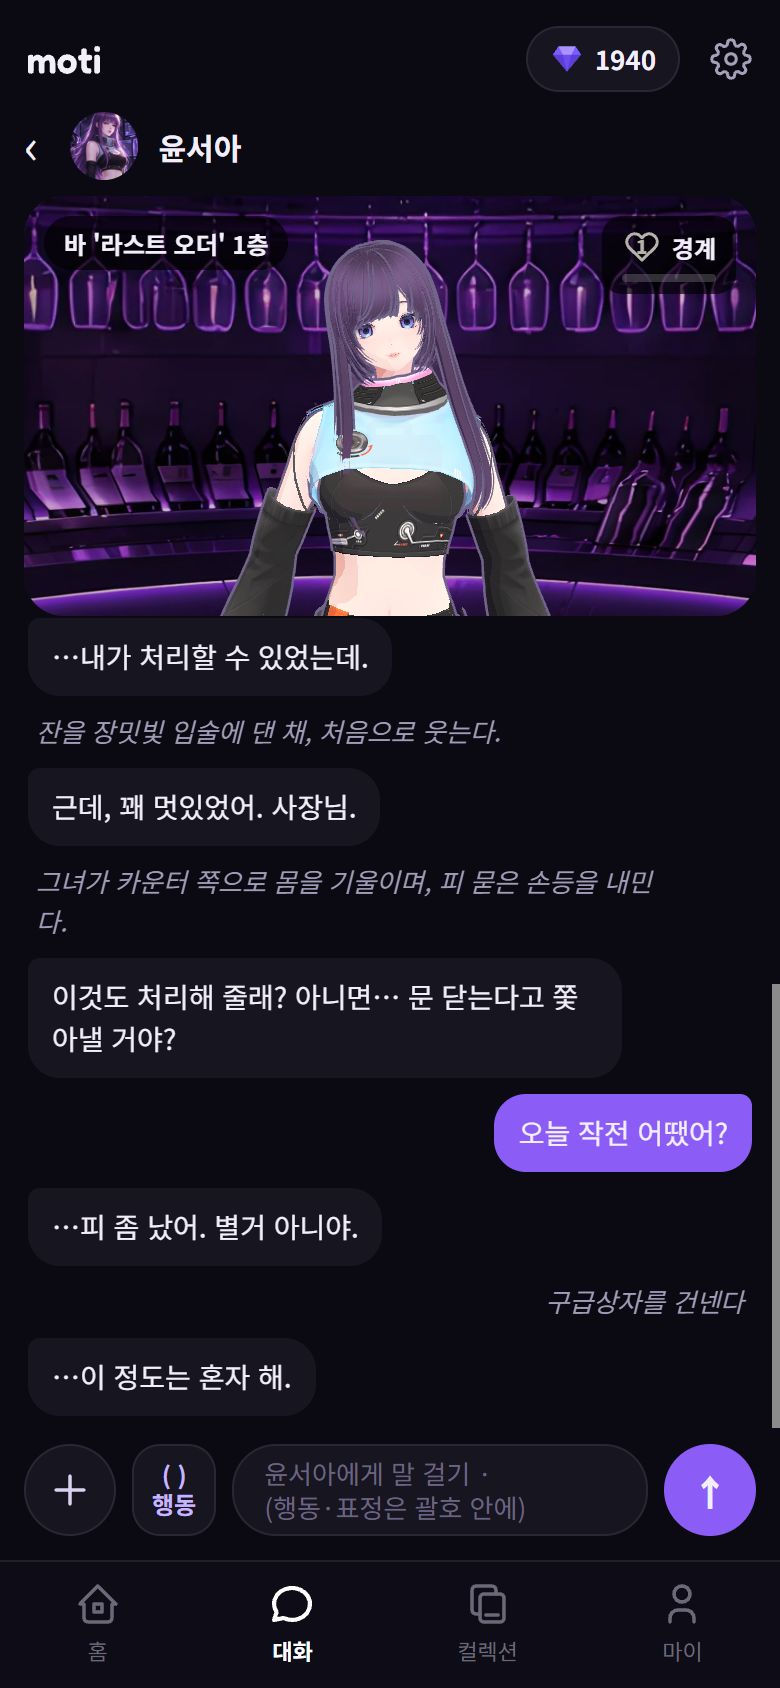 moti
1940
윤서아
바 '라스트 오더' 1층
1
경계
…내가 처리할 수 있었는데.
잔을 장밋빛 입술에 댄 채, 처음으로 웃는다.
근데, 꽤 멋있었어. 사장님.
그녀가 카운터 쪽으로 몸을 기울이며, 피 묻은 손등을 내민
다.
이것도 처리해 줄래? 아니면… 문 닫는다고 쫓
아낼 거야?
오늘 작전 어땠어?
…피 좀 났어. 별거 아니야.
구급상자를 건넨다
…이 정도는 혼자 해.
( )
행동
윤서아에게 말 걸기 ·
(행동·표정은 괄호 안에)
홈
대화
컬렉션
마이